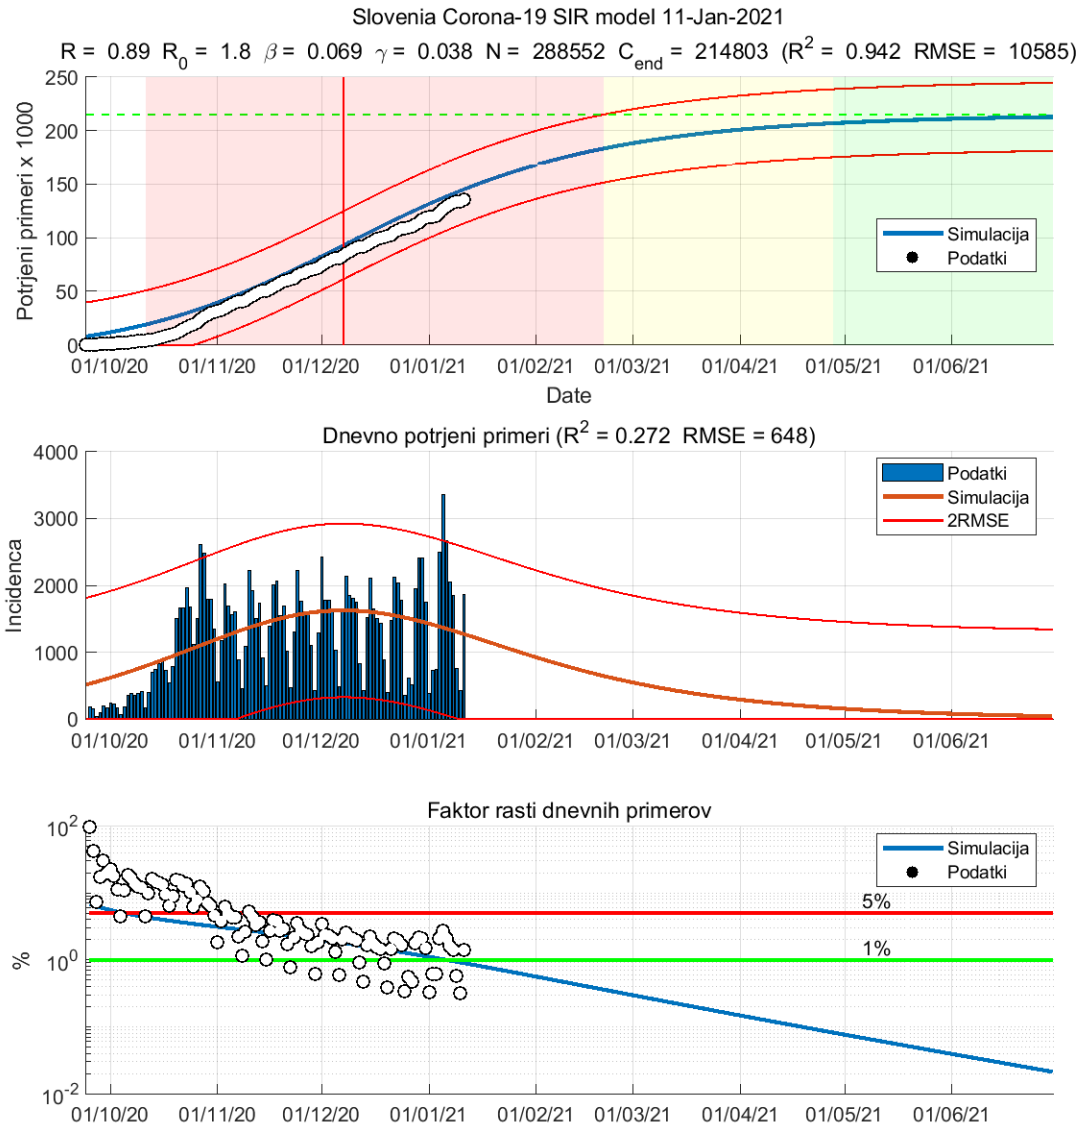 Slovenia Corona-19 SIR model 11-Jan-2021
R = 0.89 R0 = 1.8 β = 0.069 γ = 0.038 N = 288552 Cend = 214803 (R2 = 0.942 RMSE = 10585)
Potrjeni primeri x 1000
250
200
150
100
50
0
Simulacija
Podatki
01/10/20 01/11/20 01/12/20 01/01/21 01/02/21 01/03/21 01/04/21 01/05/21 01/06/21
Date
Dnevno potrjeni primeri (R2 = 0.272 RMSE = 648)
Incidenca
4000
3000
2000
1000
0
Podatki
Simulacija
2RMSE
01/10/20 01/11/20 01/12/20 01/01/21 01/02/21 01/03/21 01/04/21 01/05/21 01/06/21
Faktor rasti dnevnih primerov
%
10^2
10^0
10^-2
Simulacija
Podatki
5%
1%
01/10/20 01/11/20 01/12/20 01/01/21 01/02/21 01/03/21 01/04/21 01/05/21 01/06/21